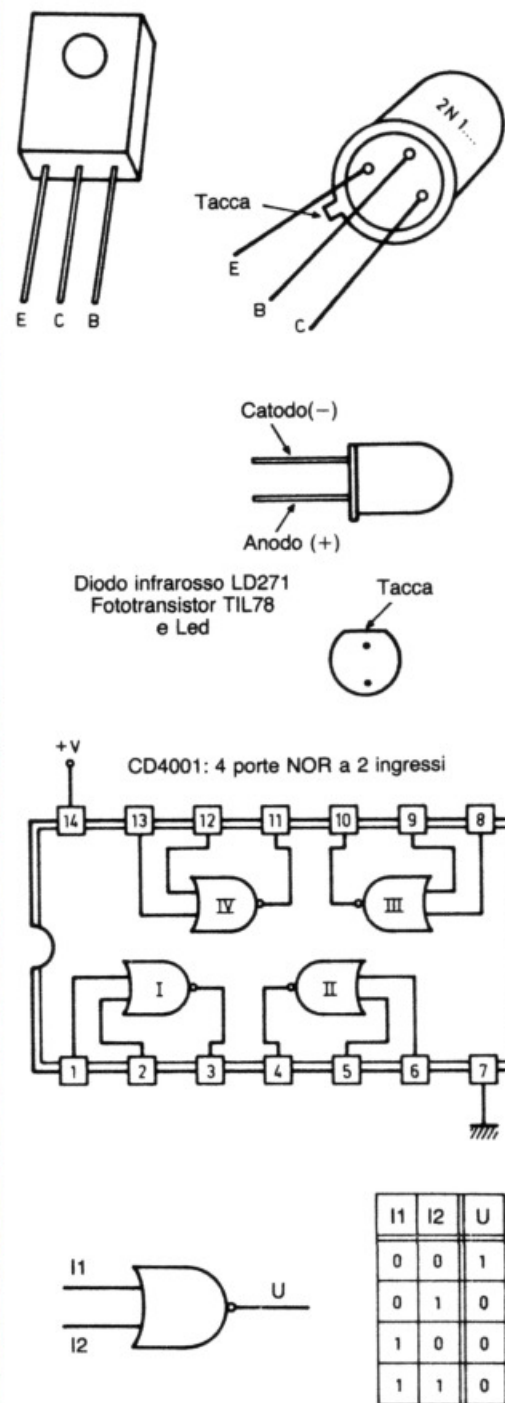 2N1....
Tacca
E
B
C
E C B
Catodo(−)
Anodo (+)
Diodo infrarosso LD271
Fototransistor TIL78
e Led
Tacca
+V
CD4001: 4 porte NOR a 2 ingressi
14 13 12 11 10 9 8
IV III
I II
1 2 3 4 5 6 7
I1 I2 U
0 0 1
0 1 0
1 0 0
1 1 0
I1
U
I2